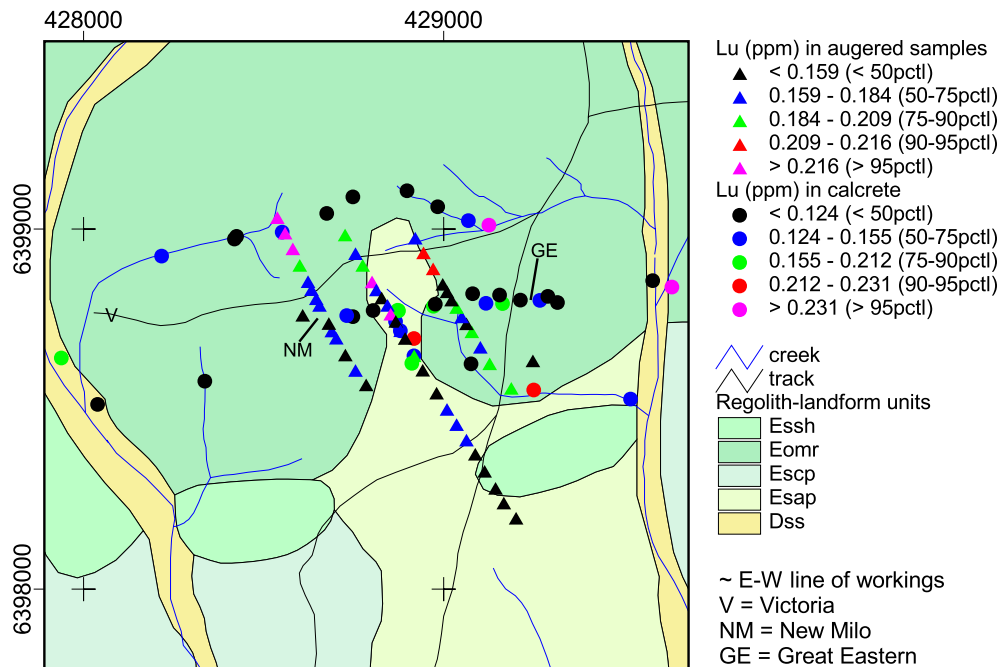 428000
429000
6399000
6398000
GE
V
NM
Lu (ppm) in augered samples
< 0.159 (< 50pctl)
0.159 - 0.184 (50-75pctl)
0.184 - 0.209 (75-90pctl)
0.209 - 0.216 (90-95pctl)
> 0.216 (> 95pctl)
Lu (ppm) in calcrete
< 0.124 (<50pctl)
0.124 - 0.155 (50-75pctl)
0.155 - 0.212 (75-90pctl)
0.212 - 0.231 (90-95pctl)
> 0.231 (> 95pctl)
creek
track
Regolith-landform units
Essh
Eomr
Escp
Esap
Dss
~ E-W line of workings
V = Victoria
NM = New Milo
GE = Great Eastern